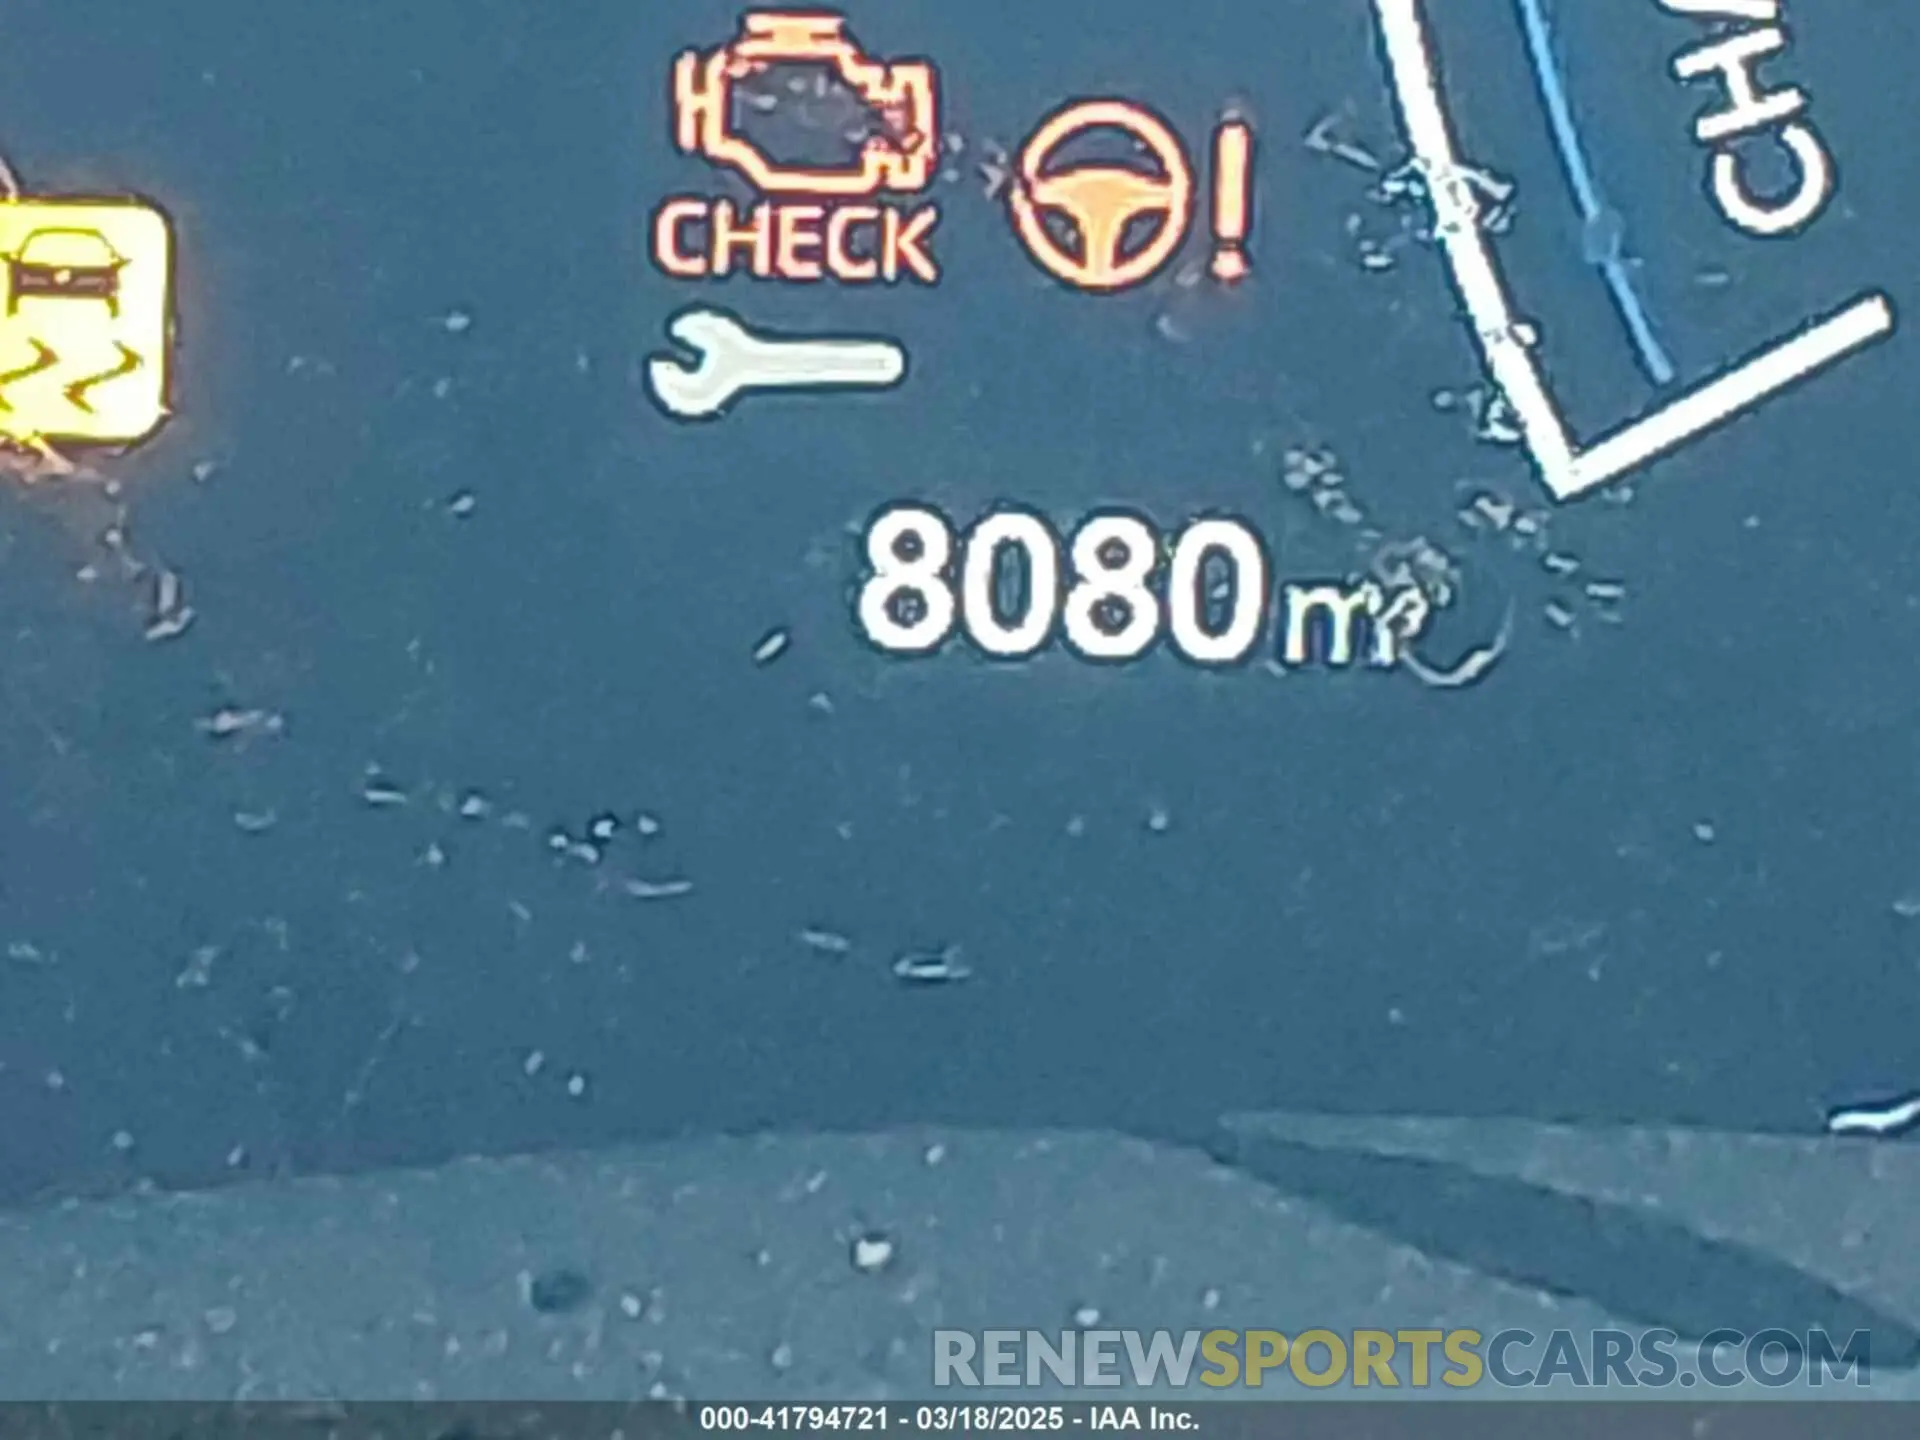 CHECK
8080
RENEWSPORTSCARS.COM
000-41794721 - 03/18/2025 - IAA Inc.